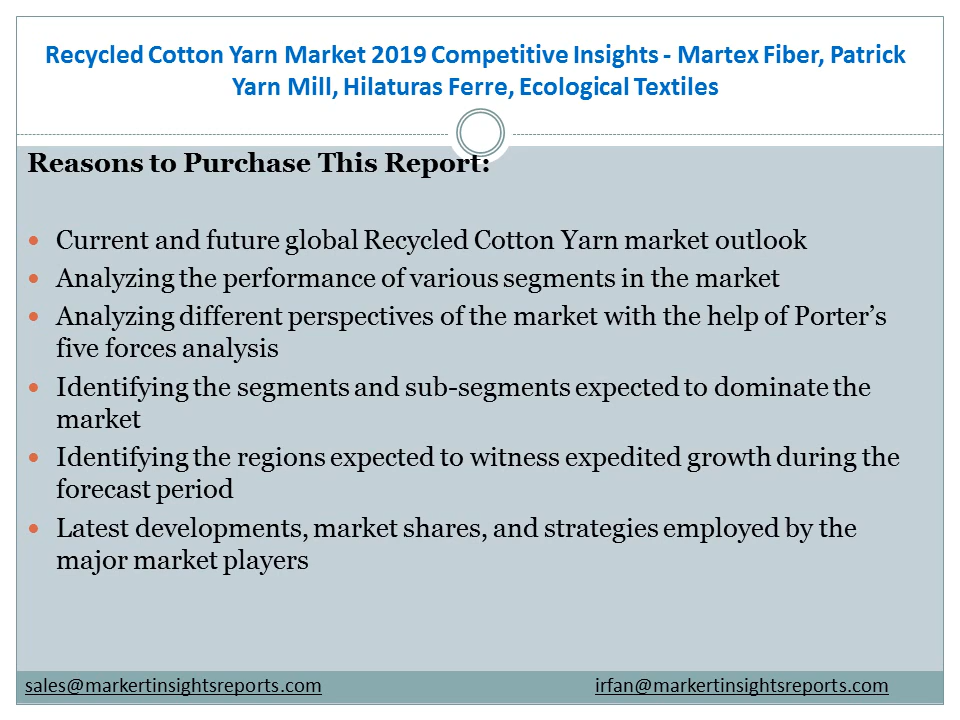 Recycled Cotton Yarn Market 2019 Competitive Insights - Martex Fiber, Patrick
Yarn Mill, Hilaturas Ferre, Ecological Textiles
Reasons to Purchase This Report:
• Current and future global Recycled Cotton Yarn market outlook
• Analyzing the performance of various segments in the market
• Analyzing different perspectives of the market with the help of Porter’s
five forces analysis
• Identifying the segments and sub-segments expected to dominate the
market
• Identifying the regions expected to witness expedited growth during the
forecast period
• Latest developments, market shares, and strategies employed by the
major market players
sales@markertinsightsreports.com irfan@markertinsightsreports.com